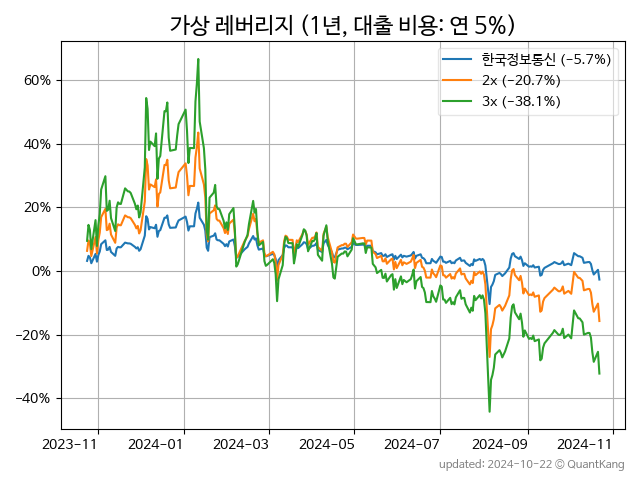 가상 레버리지 (1년, 대출 비용: 연 5%)
한국정보통신 (−5.7%)
2x (−20.7%)
3x (−38.1%)
60%
40%
20%
0%
−20%
−40%
2023-11 2024-01 2024-03 2024-05 2024-07 2024-09 2024-11
updated: 2024-10-22 © QuantKang